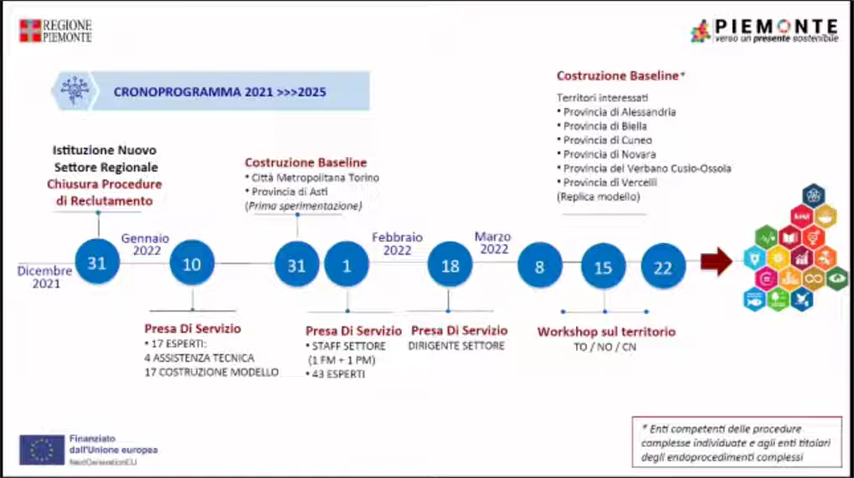 REGIONE
PIEMONTE
PIEMONTE
verso un presente sostenibile
CRONOPROGRAMMA 2021 >>>2025
Istituzione Nuovo
Settore Regionale
Chiusura Procedure
di Reclutamento
Costruzione Baseline
• Città Metropolitana Torino
• Provincia di Asti
(Prima sperimentazione)
Costruzione Baseline*
Territori interessati
• Provincia di Alessandria
• Provincia di Biella
• Provincia di Cuneo
• Provincia di Novara
• Provincia del Verbano Cusio-Ossola
• Provincia di Vercelli
(Replica modello)
Dicembre
2021
31
Gennaio
2022
10
31
1
Febbraio
2022
18
Marzo
2022
8
15
22
Presa Di Servizio
• 17 ESPERTI:
4 ASSISTENZA TECNICA
17 COSTRUZIONE MODELLO
Presa Di Servizio
• STAFF SETTORE
(1 FM + 1 PM)
• 43 ESPERTI
Presa Di Servizio
DIRIGENTE SETTORE
Workshop sul territorio
TO / NO / CN
Finanziato
dall'Unione europea
NextGenerationEU
* Enti competenti delle procedure
complesse individuate e agli enti titolari
degli endoprocedimenti complessi